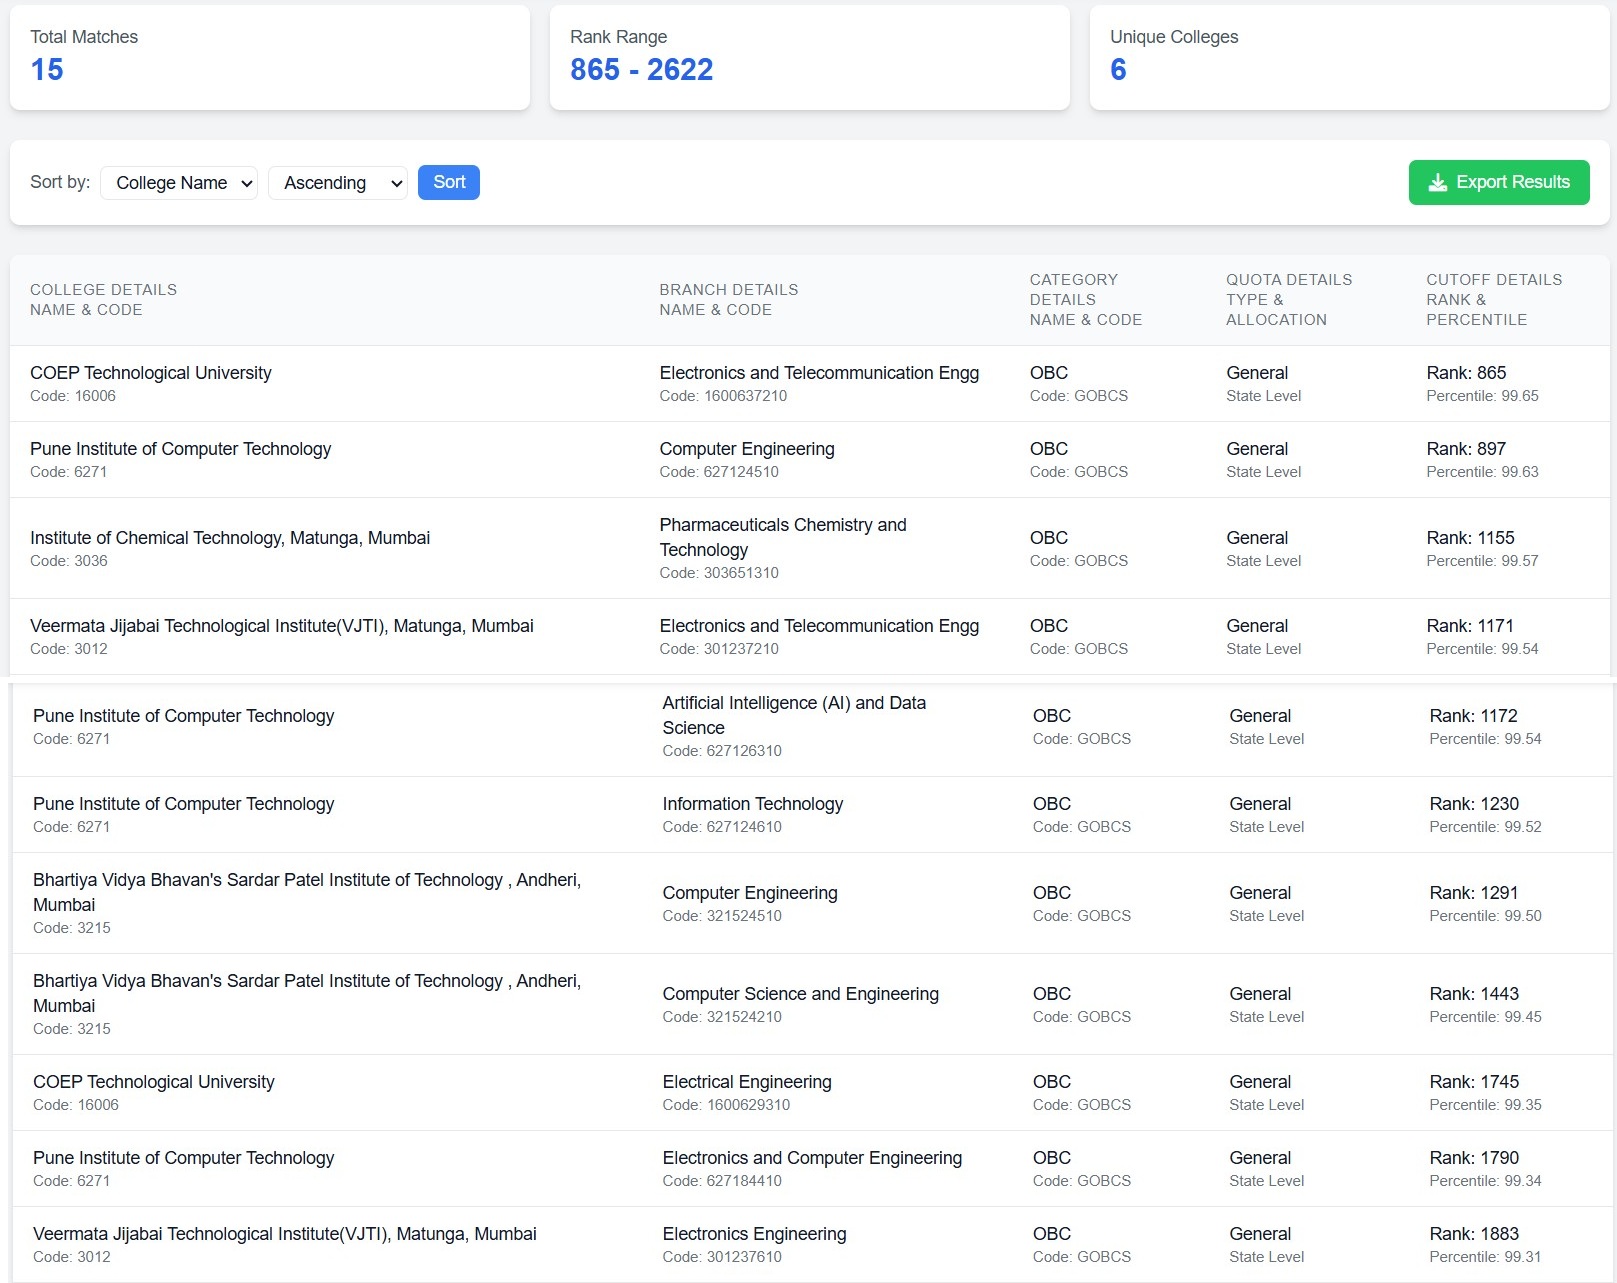 Total Matches
15
Rank Range
865 - 2622
Unique Colleges
6
Sort by: College Name Ascending Sort
Export Results
COLLEGE DETAILS
NAME & CODE
BRANCH DETAILS
NAME & CODE
CATEGORY
DETAILS
NAME & CODE
QUOTA DETAILS
TYPE &
ALLOCATION
CUTOFF DETAILS
RANK &
PERCENTILE
COEP Technological University
Code: 16006
Electronics and Telecommunication Engg
Code: 1600637210
OBC
Code: GOBCS
General
State Level
Rank: 865
Percentile: 99.65
Pune Institute of Computer Technology
Code: 6271
Computer Engineering
Code: 627124510
OBC
Code: GOBCS
General
State Level
Rank: 897
Percentile: 99.63
Institute of Chemical Technology, Matunga, Mumbai
Code: 3036
Pharmaceuticals Chemistry and
Technology
Code: 303651310
OBC
Code: GOBCS
General
State Level
Rank: 1155
Percentile: 99.57
Veermata Jijabai Technological Institute(VJTI), Matunga, Mumbai
Code: 3012
Electronics and Telecommunication Engg
Code: 301237210
OBC
Code: GOBCS
General
State Level
Rank: 1171
Percentile: 99.54
Pune Institute of Computer Technology
Code: 6271
Artificial Intelligence (AI) and Data
Science
Code: 627126310
OBC
Code: GOBCS
General
State Level
Rank: 1172
Percentile: 99.54
Pune Institute of Computer Technology
Code: 6271
Information Technology
Code: 627124610
OBC
Code: GOBCS
General
State Level
Rank: 1230
Percentile: 99.52
Bhartiya Vidya Bhavan's Sardar Patel Institute of Technology , Andheri,
Mumbai
Code: 3215
Computer Engineering
Code: 321524510
OBC
Code: GOBCS
General
State Level
Rank: 1291
Percentile: 99.50
Bhartiya Vidya Bhavan's Sardar Patel Institute of Technology , Andheri,
Mumbai
Code: 3215
Computer Science and Engineering
Code: 321524210
OBC
Code: GOBCS
General
State Level
Rank: 1443
Percentile: 99.45
COEP Technological University
Code: 16006
Electrical Engineering
Code: 1600629310
OBC
Code: GOBCS
General
State Level
Rank: 1745
Percentile: 99.35
Pune Institute of Computer Technology
Code: 6271
Electronics and Computer Engineering
Code: 627184410
OBC
Code: GOBCS
General
State Level
Rank: 1790
Percentile: 99.34
Veermata Jijabai Technological Institute(VJTI), Matunga, Mumbai
Code: 3012
Electronics Engineering
Code: 301237610
OBC
Code: GOBCS
General
State Level
Rank: 1883
Percentile: 99.31